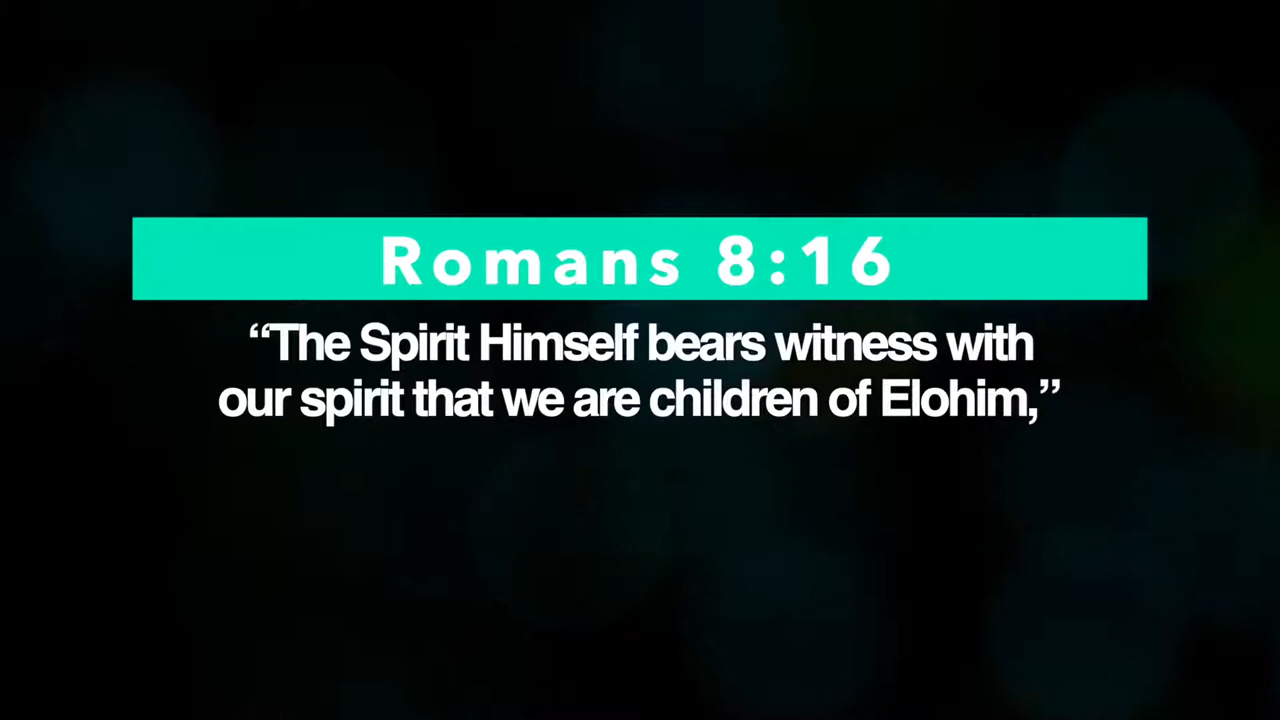 Romans 8:16
“The Spirit Himself bears witness with
our spirit that we are children of Elohim,”